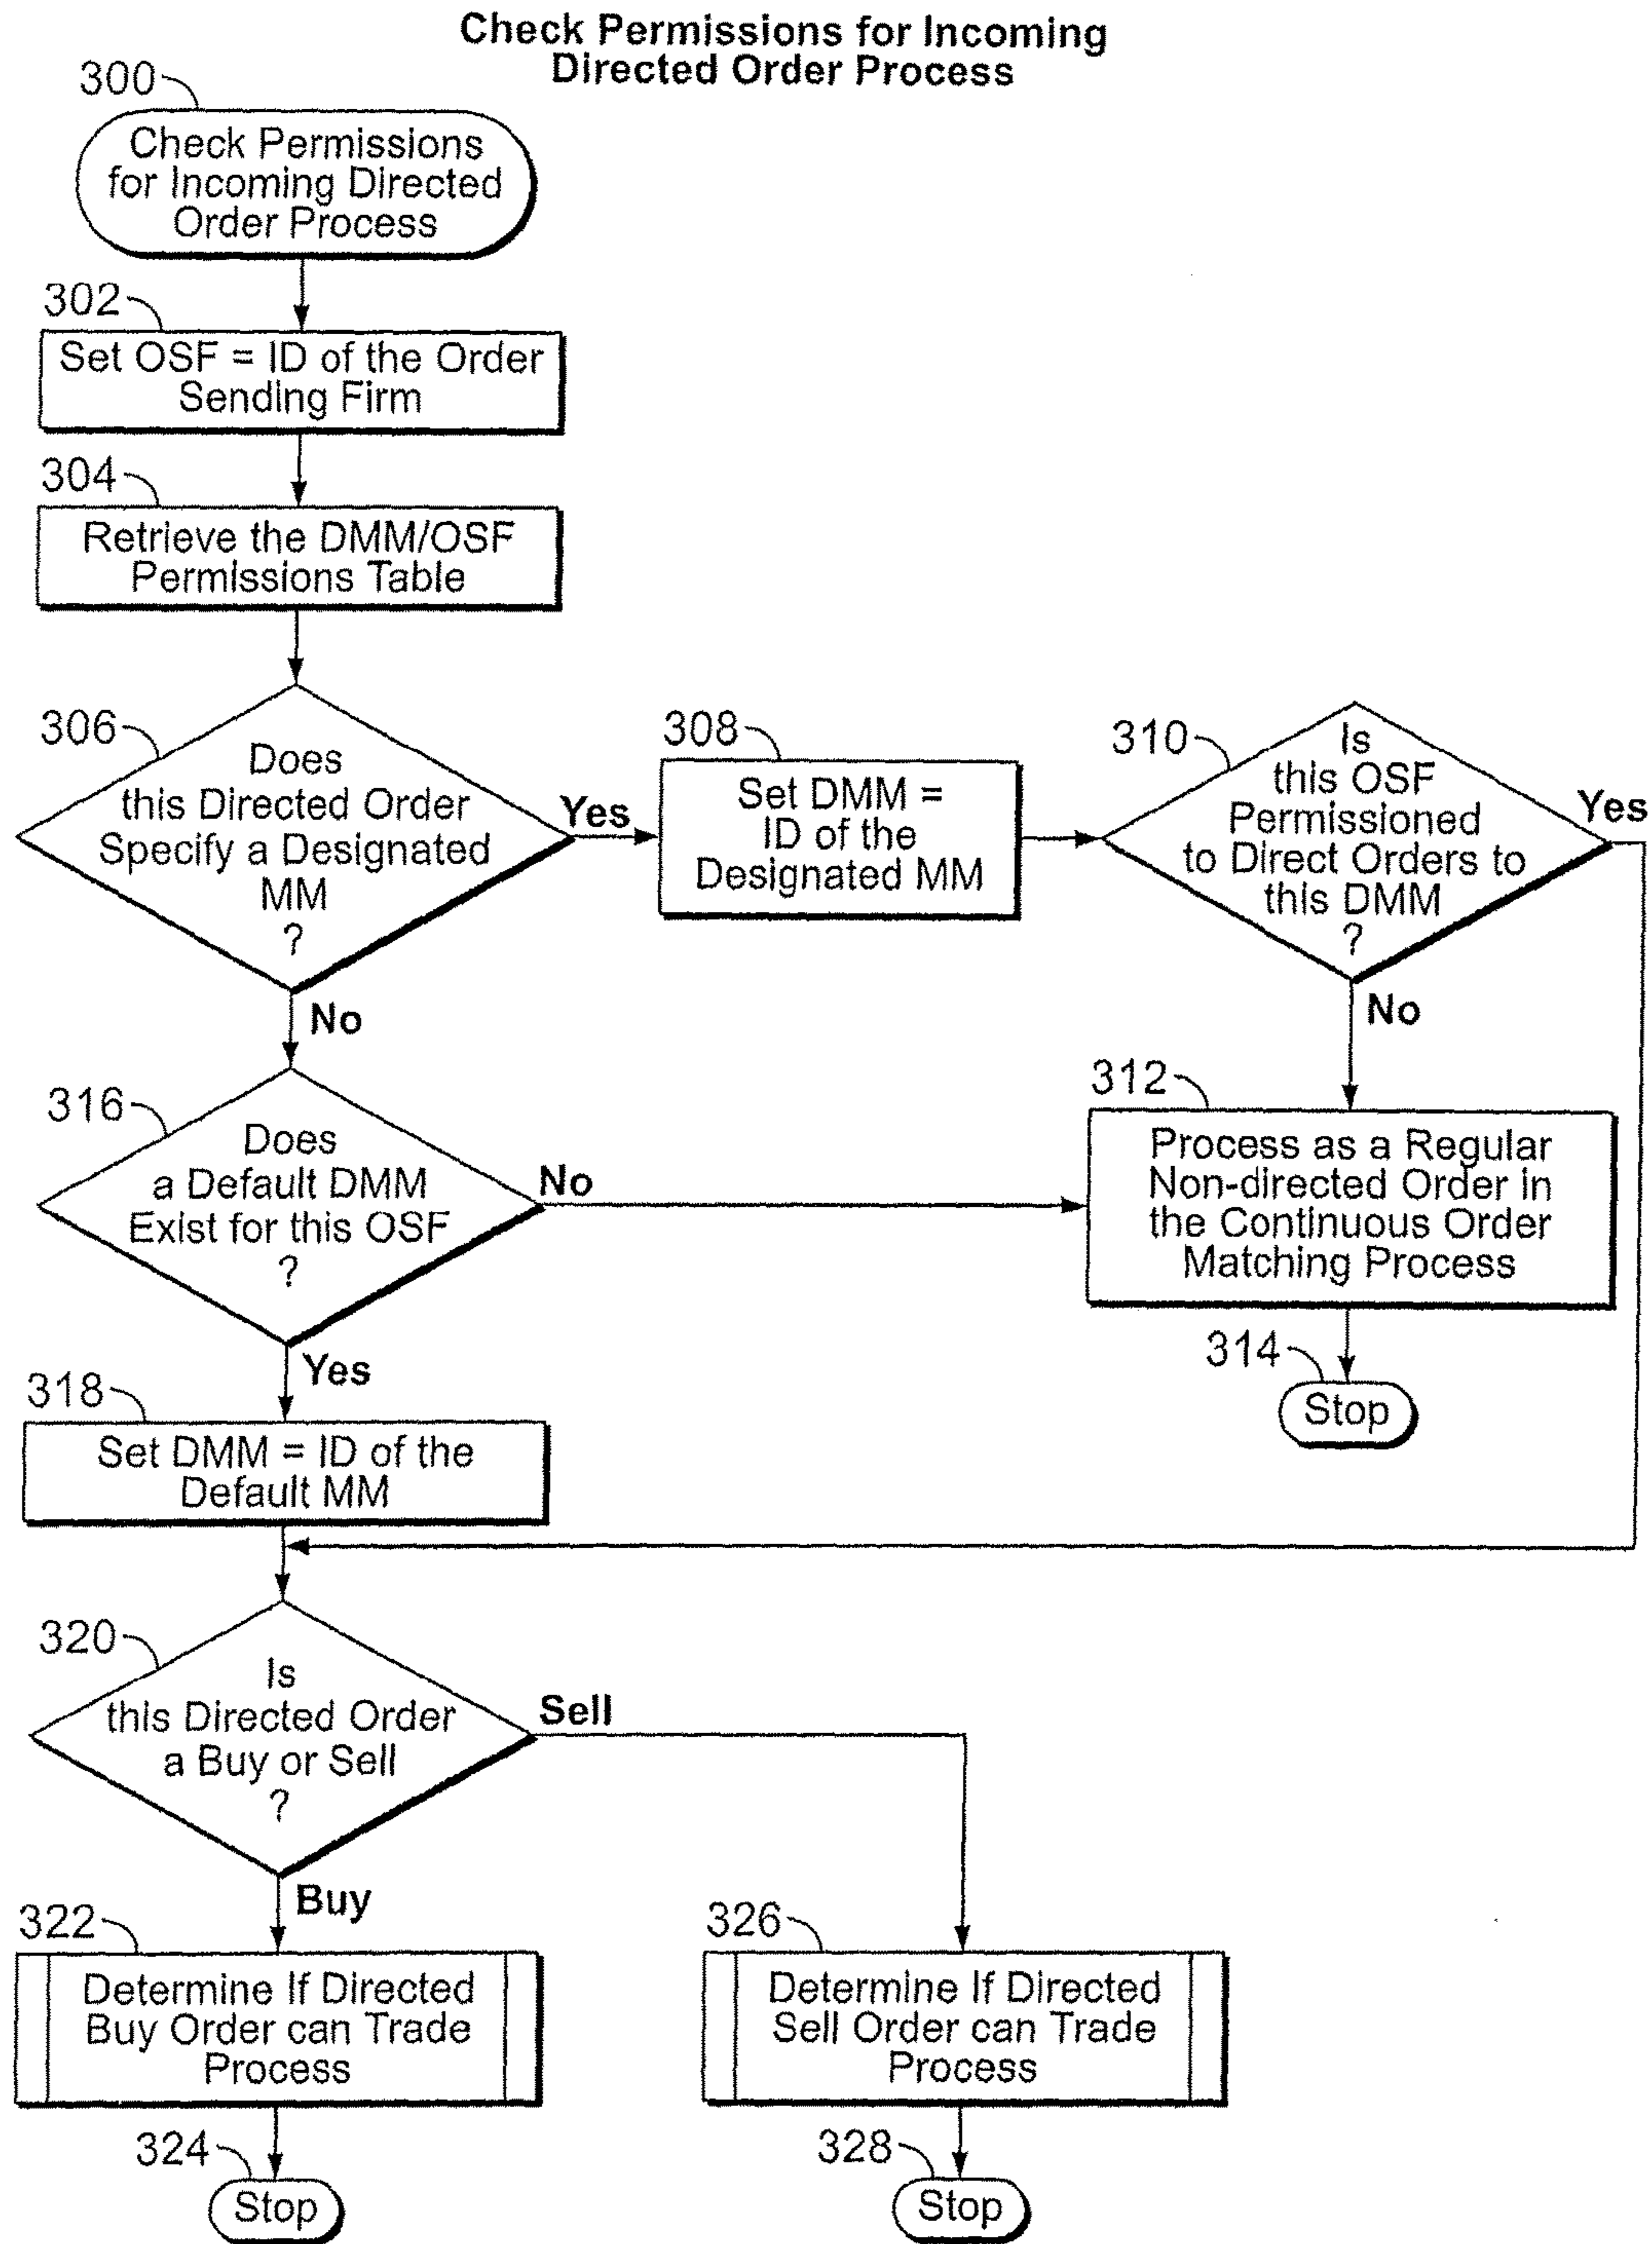 Check Permissions for Incoming
Directed Order Process
300
Check Permissions
for Incoming Directed
Order Process
302
Set OSF = ID of the Order
Sending Firm
304
Retrieve the DMM/OSF
Permissions Table
306
Does
this Directed Order
Specify a Designated
MM
?
Yes
No
308
Set DMM =
ID of the
Designated MM
310
Is
this OSF
Permissioned
to Direct Orders to
this DMM
?
Yes
No
312
Process as a Regular
Non-directed Order in
the Continuous Order
Matching Process
314
Stop
316
Does
a Default DMM
Exist for this OSF
?
No
Yes
318
Set DMM = ID of the
Default MM
320
Is
this Directed Order
a Buy or Sell
?
Sell
Buy
322
Determine If Directed
Buy Order can Trade
Process
324
Stop
326
Determine If Directed
Sell Order can Trade
Process
328
Stop